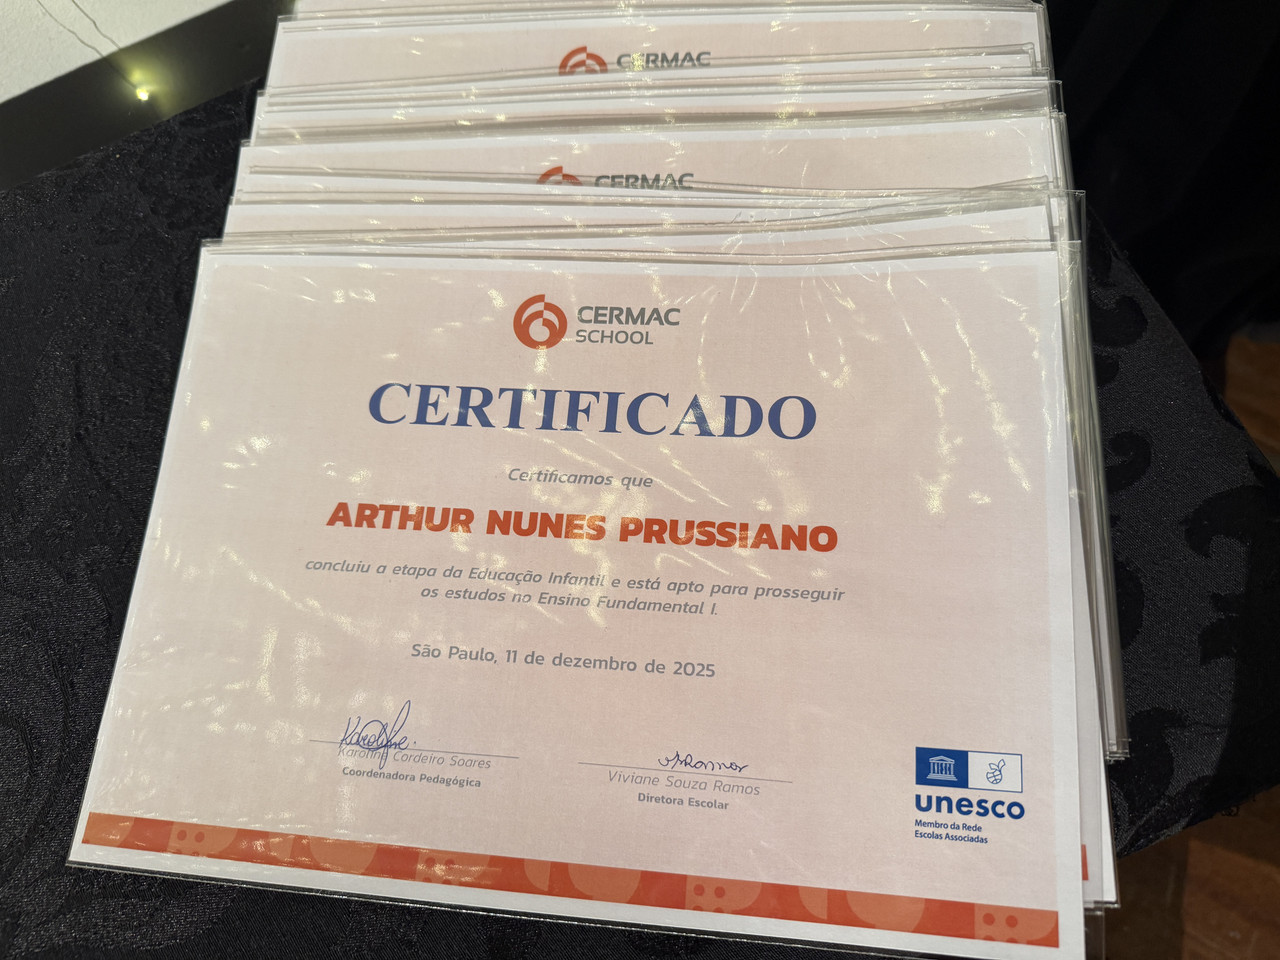 CERMAC
CERMAC
CERMAC
SCHOOL
CERTIFICADO
Certificamos que
ARTHUR NUNES PRUSSIANO
concluiu a etapa da Educação Infantil e está apto para prosseguir
os estudos no Ensino Fundamental I.
São Paulo, 11 de dezembro de 2025
Karoline Cordeiro Soares
Coordenadora Pedagógica
Viviane Souza Ramos
Diretora Escolar
unesco
Membro da Rede
Escolas Associadas